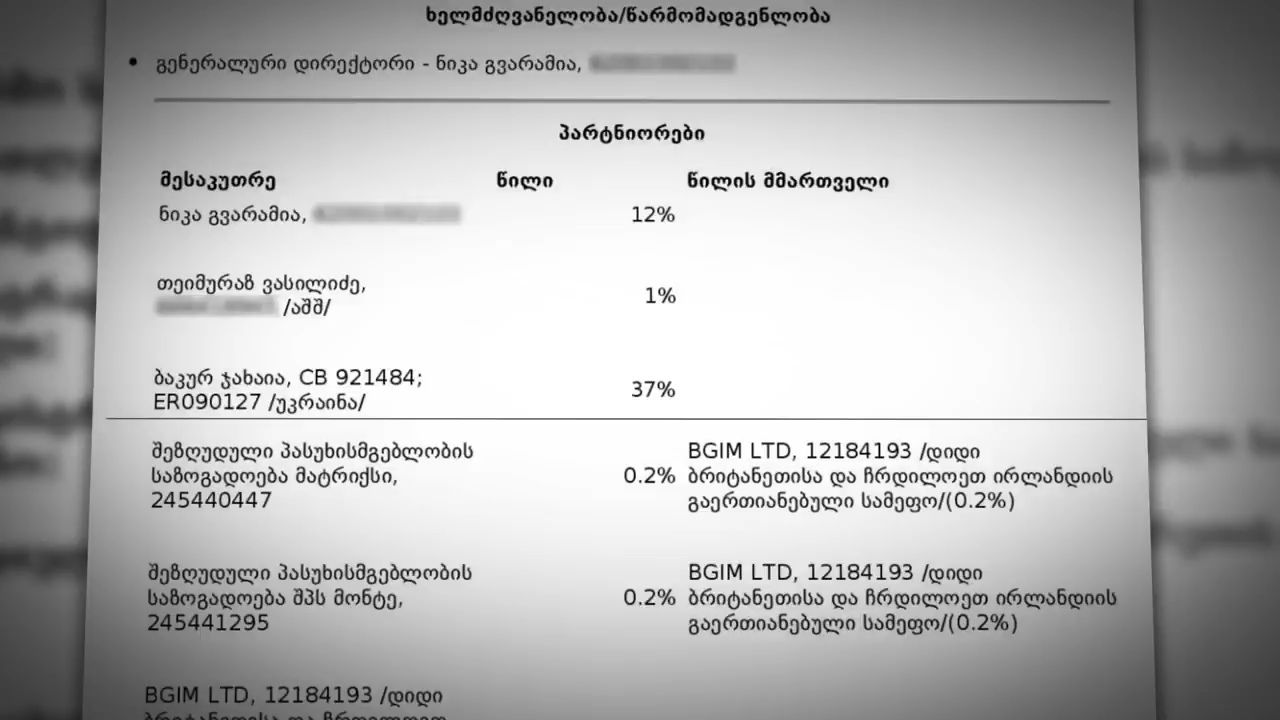 ხელმძღვანელობა/წარმომადგენლობა
• გენერალური დირექტორი - ნიკა გვარამია,
პარტნიორები
მესაკუთრე წილი წილის მმართველი
ნიკა გვარამია, 12%
თეიმურაზ ვასილიძე,
/აშშ/ 1%
ბაკურ ჯახაია, CB 921484;
ER090127 /უკრაინა/ 37%
შეზღუდული პასუხისმგებლობის
საზოგადოება მატრიქსი,
245440447
0.2%
BGIM LTD, 12184193 /დიდი
ბრიტანეთისა და ჩრდილოეთ ირლანდიის
გაერთიანებული სამეფო/(0.2%)
შეზღუდული პასუხისმგებლობის
საზოგადოება შპს მონტე,
245441295
0.2%
BGIM LTD, 12184193 /დიდი
ბრიტანეთისა და ჩრდილოეთ ირლანდიის
გაერთიანებული სამეფო/(0.2%)
BGIM LTD, 12184193 /დიდი
ბრიტანეთისა და ჩრდილოეთ